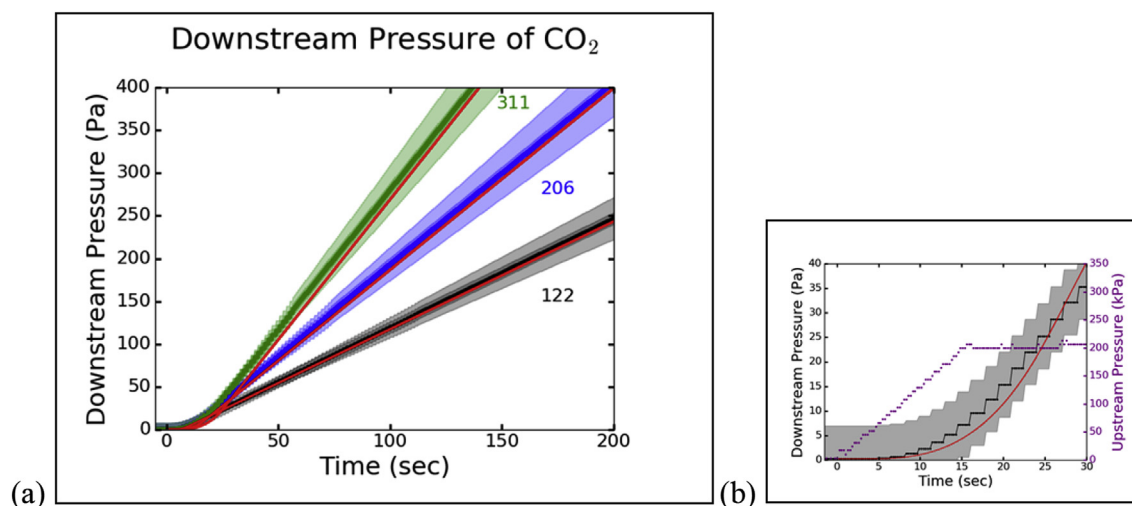 Downstream Pressure of CO₂
Downstream Pressure (Pa)
400
350
300
250
200
150
100
50
0
311
206
122
0 50 100 150 200
Time (sec)
(a)
Downstream Pressure (Pa)
40
35
30
25
20
15
10
5
0
0 5 10 15 20 25 30
Time (sec)
350
300
250
200
150
100
50
0
Upstream Pressure (kPa)
(b)